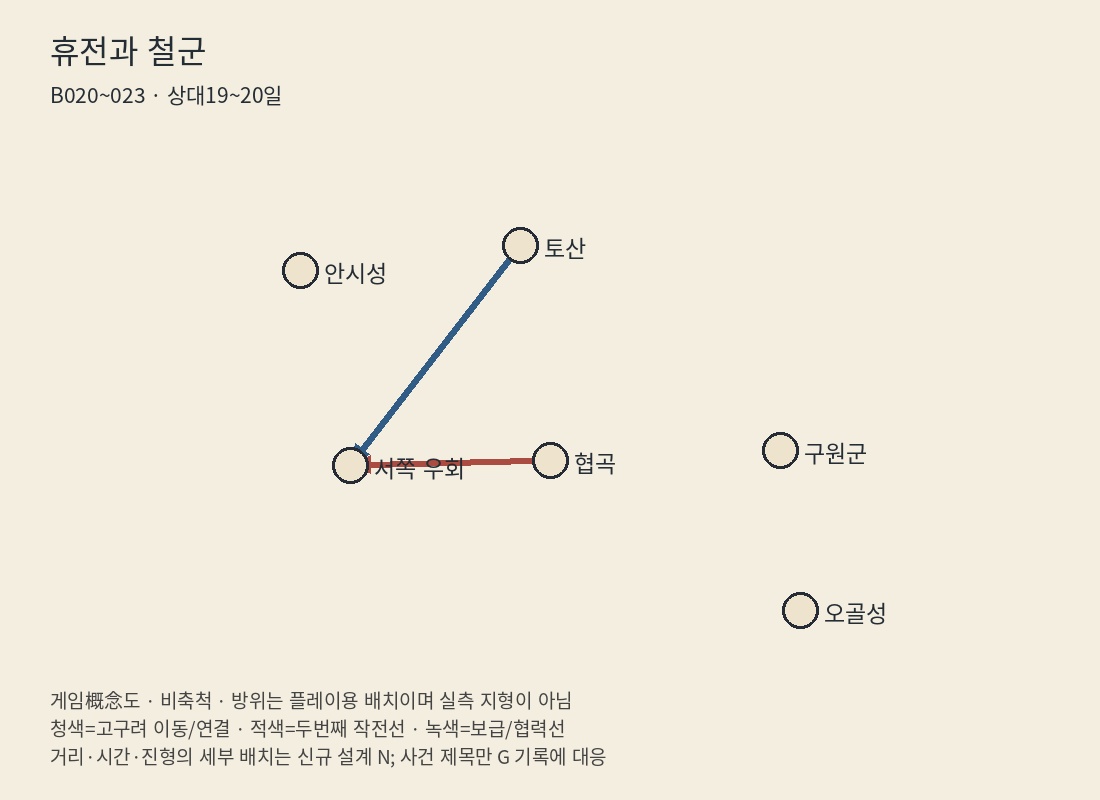 휴전과 철군
B020~023 · 상대19~20일
토산
안시성
구원군
협곡
서쪽 우회
오골성
게임概念도 · 비축척 · 방위는 플레이용 배치이며 실측 지형이 아님
청색=고구려 이동/연결 · 적색=두번째 작전선 · 녹색=보급/협력선
거리·시간·진형의 세부 배치는 신규 설계 N; 사건 제목만 G 기록에 대응